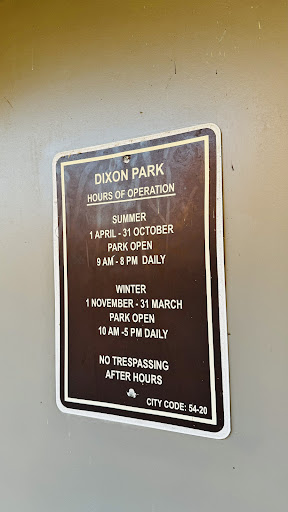 DIXON PARK
HOURS OF OPERATION
SUMMER
1 APRIL - 31 OCTOBER
PARK OPEN
9 AM - 8 PM DAILY
WINTER
1 NOVEMBER - 31 MARCH
PARK OPEN
10 AM -5 PM DAILY
NO TRESPASSING
AFTER HOURS
CITY CODE: 54-20